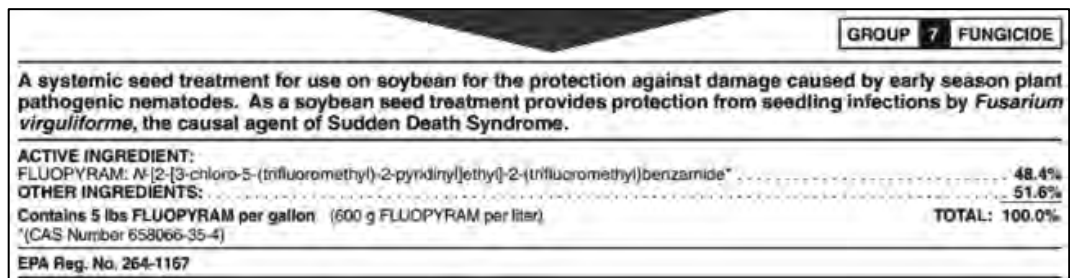 GROUP 7 FUNGICIDE
A systemic seed treatment for use on soybean for the protection against damage caused by early season plant
pathogenic nematodes. As a soybean seed treatment provides protection from seedling infections by Fusarium
virguliforme, the causal agent of Sudden Death Syndrome.
ACTIVE INGREDIENT:
FLUOPYRAM: N-[2-[3-chloro-5-(trifluoromethyl)-2-pyridinyl]ethyl]-2-(trifluoromethyl)benzamide* . . . . . . . . . . . . . . . . . . . . . . . . . . . . . . 48.4%
OTHER INGREDIENTS: . . . . . . . . . . . . . . . . . . . . . . . . . . . . . . . . . . . . . . . . . . . . . . . . . . . . . . . . . . . . 51.6%
Contains 5 lbs FLUOPYRAM per gallon (600 g FLUOPYRAM per liter) TOTAL: 100.0%
*(CAS Number 658066-35-4)
EPA Reg. No. 264-1167